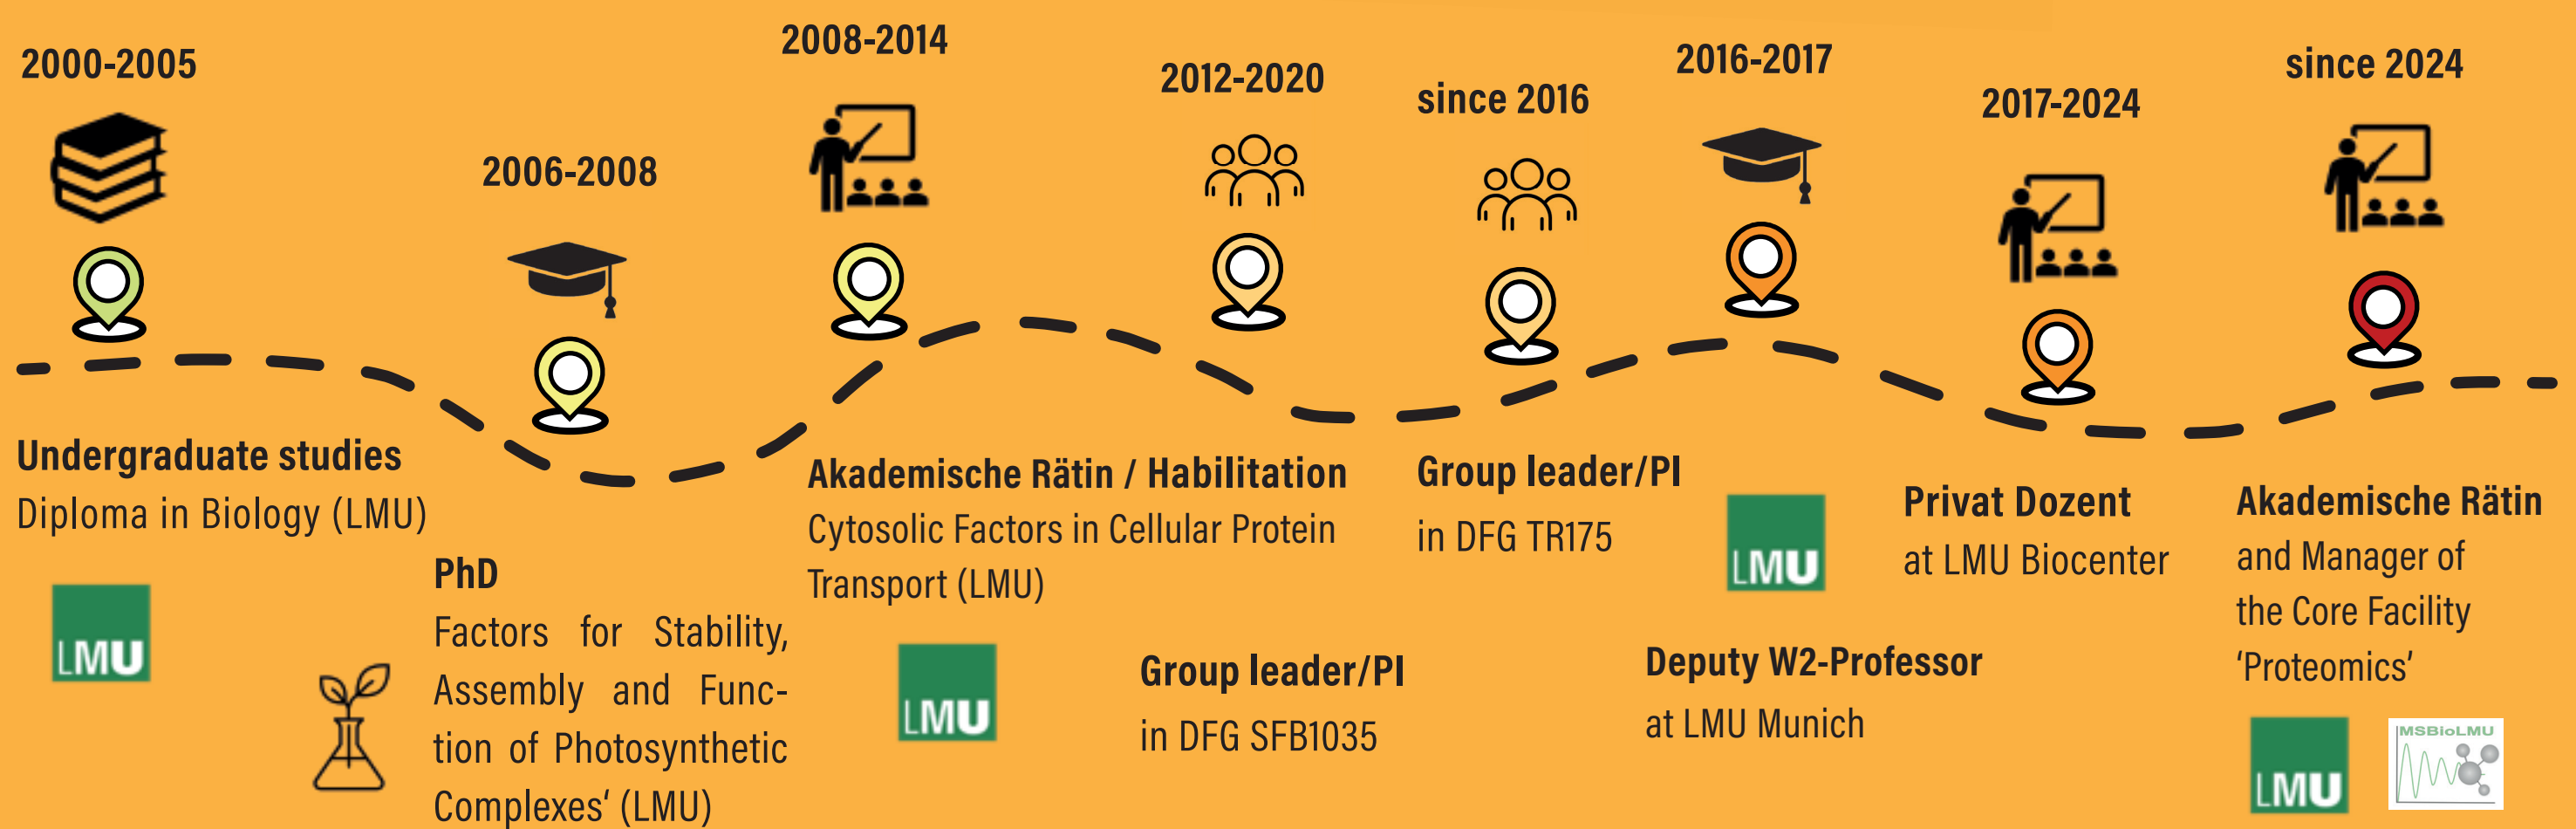 2000-2005
Undergraduate studies
Diploma in Biology (LMU)
LMU
2006-2008
PhD
Factors for Stability,
Assembly and Func-
tion of Photosynthetic
Complexes‘ (LMU)
2008-2014
Akademische Rätin / Habilitation
Cytosolic Factors in Cellular Protein
Transport (LMU)
LMU
2012-2020
Group leader/PI
in DFG SFB1035
since 2016
Group leader/PI
in DFG TR175
2016-2017
LMU
Deputy W2-Professor
at LMU Munich
2017-2024
Privat Dozent
at LMU Biocenter
since 2024
Akademische Rätin
and Manager of
the Core Facility
‘Proteomics’
LMU
MSBioLMU